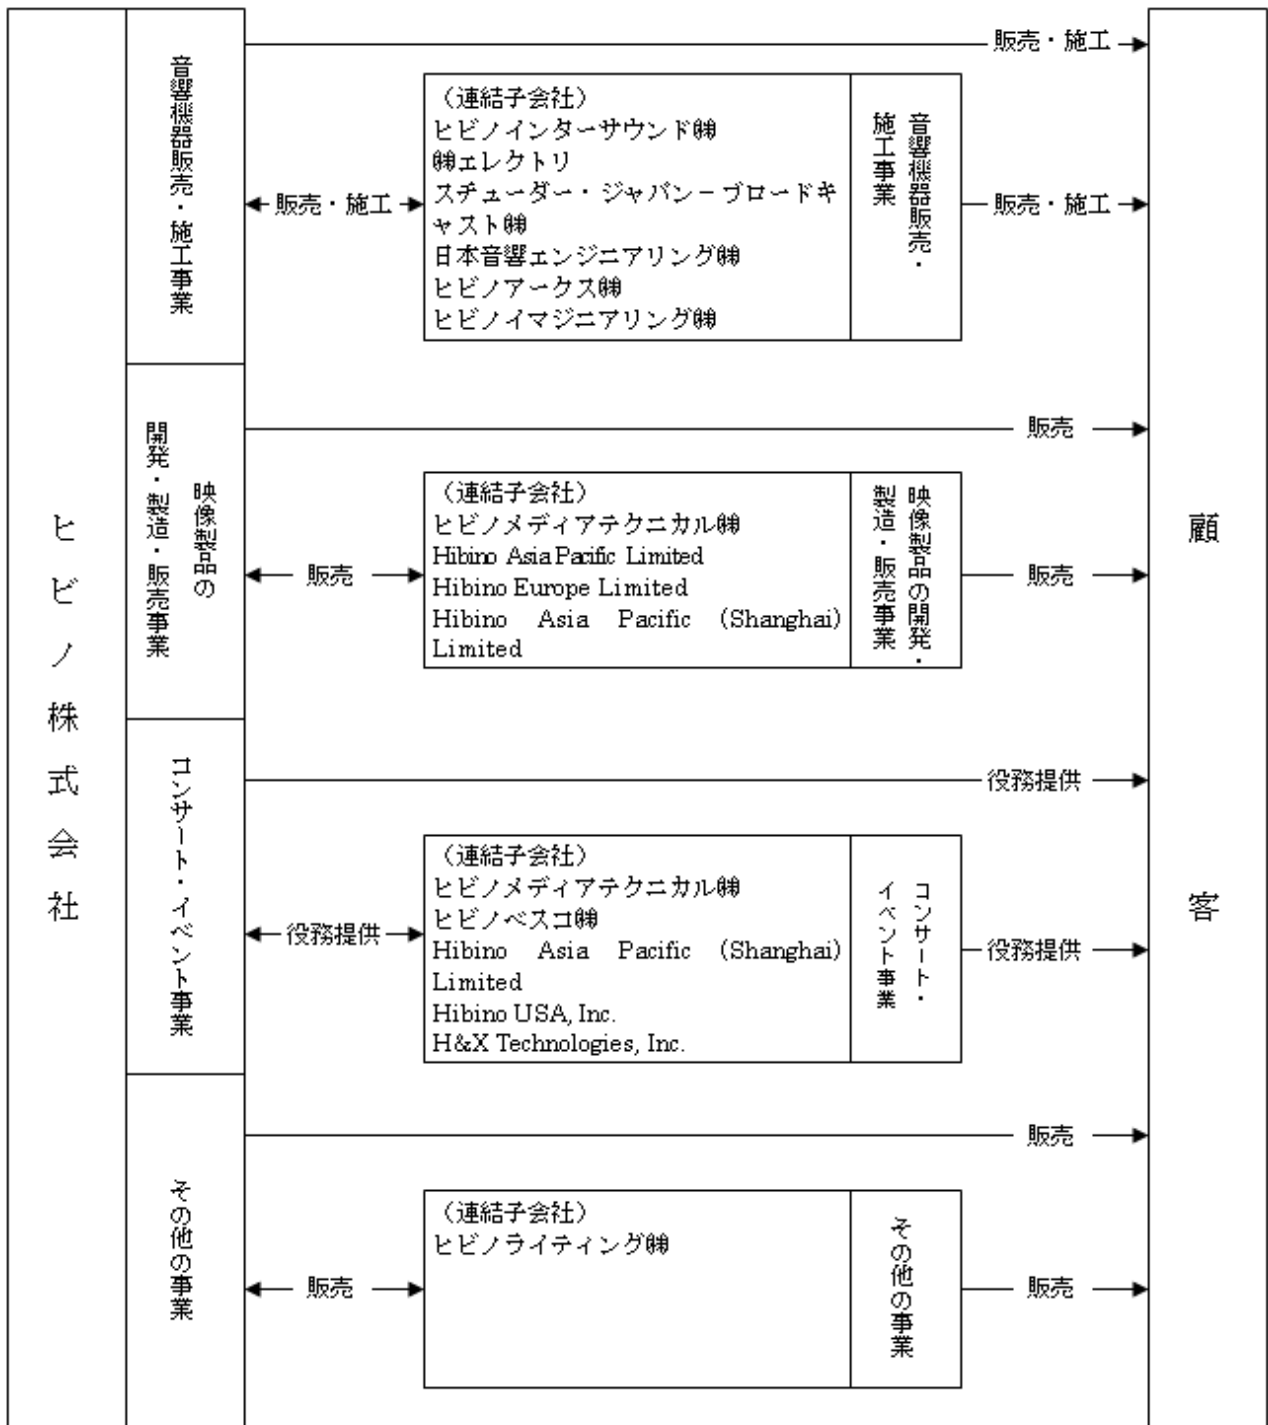 ヒビノ株式会社
音響機器販売・施工事業
販売・施工
販売・施工
（連結子会社）
ヒビノインターサウンド㈱
㈱エレクトリ
スチューダー・ジャパン－ブロードキ
ャスト㈱
日本音響エンジニアリング㈱
ヒビノアークス㈱
ヒビノイマジニアリング㈱
音響機器販売・
施工事業
販売・施工
映像製品の
開発・製造・販売事業
販売
販売
（連結子会社）
ヒビノメディアテクニカル㈱
Hibino Asia Pacific Limited
Hibino Europe Limited
Hibino Asia Pacific (Shanghai)
Limited
映像製品の開発・
製造・販売事業
販売
コンサート・イベント事業
役務提供
役務提供
（連結子会社）
ヒビノメディアテクニカル㈱
ヒビノベスコ㈱
Hibino Asia Pacific (Shanghai)
Limited
Hibino USA, Inc.
H&X Technologies, Inc.
コンサート・
イベント事業
役務提供
その他の事業
販売
販売
（連結子会社）
ヒビノライティング㈱
その他の事業
販売
顧客